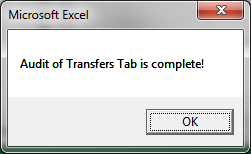 Microsoft Excel
Audit of Transfers Tab is complete!
OK